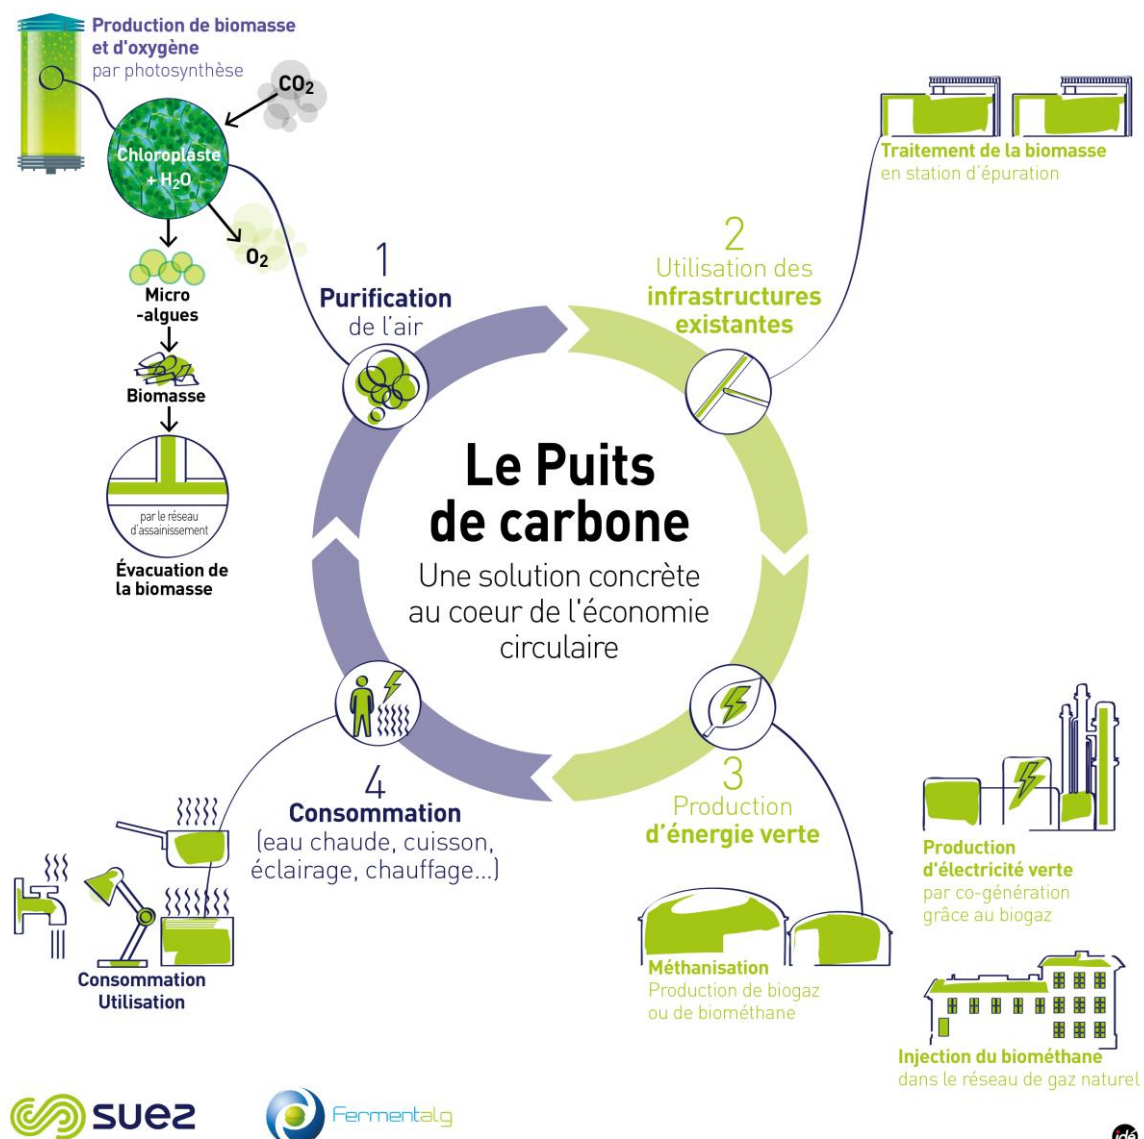 Production de biomasse
et d'oxygène
par photosynthèse
CO2
Chloroplaste
+ H2O
O2
Micro
-algues
Biomasse
par le réseau
d'assainissement
Évacuation de
la biomasse
1
Purification
de l'air
2
Utilisation des
infrastructures
existantes
Traitement de la biomasse
en station d'épuration
Le Puits
de carbone
Une solution concrète
au coeur de l'économie
circulaire
3
Production
d'énergie verte
Méthanisation
Production de biogaz
ou de biométhane
Production
d'électricité verte
par co-génération
grâce au biogaz
Injection du biométhane
dans le réseau de gaz naturel
4
Consommation
(eau chaude, cuisson,
éclairage, chauffage...)
Consommation
Utilisation
suez
Fermentalg
idé